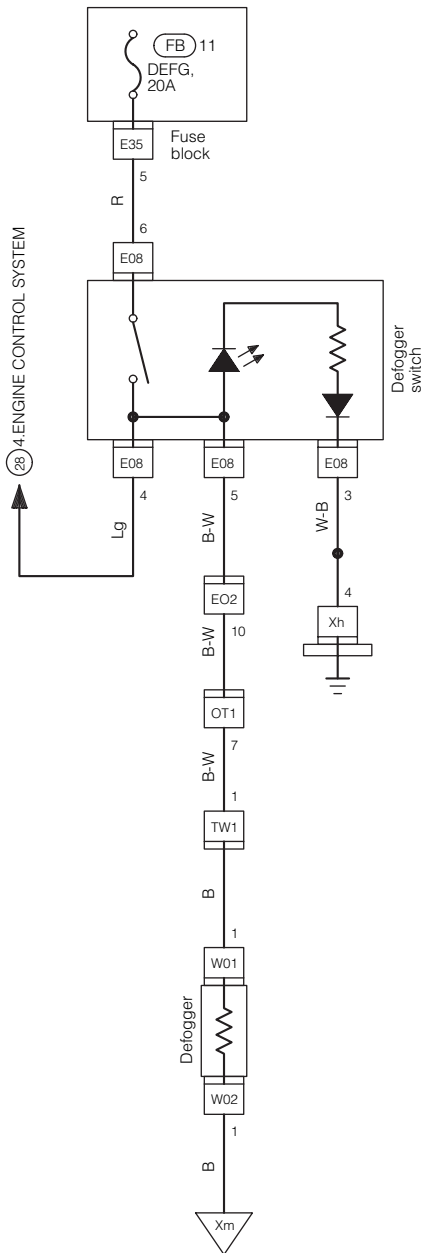 FB 11
DEFG,
20A
E35
Fuse
block
5
R
6
E08
28 4.ENGINE CONTROL SYSTEM
Defogger
switch
E08
E08
E08
4
5
3
Lg
B-W
W-B
4
EO2
Xh
10
B-W
OT1
7
B-W
1
TW1
B
1
W01
Defogger
W02
1
B
Xm